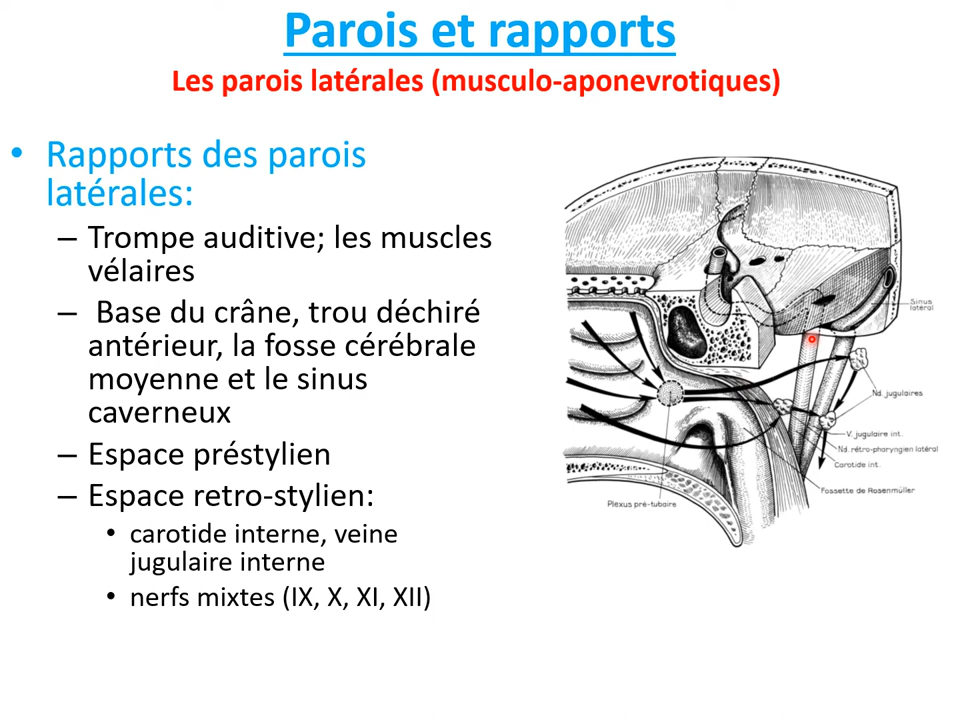 Parois et rapports
Les parois latérales (musculo-aponevrotiques)
• Rapports des parois
latérales:
– Trompe auditive; les muscles
vélaires
– Base du crâne, trou déchiré
antérieur, la fosse cérébrale
moyenne et le sinus
caverneux
– Espace préstylien
– Espace retro-stylien:
• carotide interne, veine
jugulaire interne
• nerfs mixtes (IX, X, XI, XII)
Sinus
latéral
Nd. jugulaires
V. jugulaire int.
Nd. rétro-pharyngien latéral
Carotide int.
Fossette de Rosenmüller
Plexus pré-tubaire